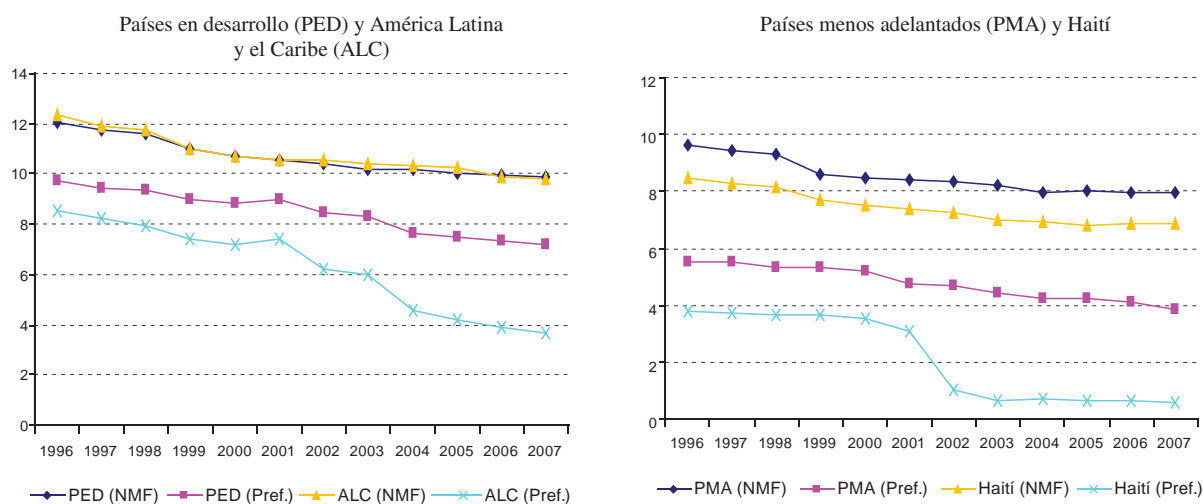 Países en desarrollo (PED) y América Latina
y el Caribe (ALC)
14
12
10
8
6
4
2
0
1996 1997 1998 1999 2000 2001 2002 2003 2004 2005 2006 2007
PED (NMF) PED (Pref.) ALC (NMF) ALC (Pref.)
Países menos adelantados (PMA) y Haití
12
10
8
6
4
2
0
1996 1997 1998 1999 2000 2001 2002 2003 2004 2005 2006 2007
PMA (NMF) PMA (Pref.) Haití (NMF) Haití (Pref.)